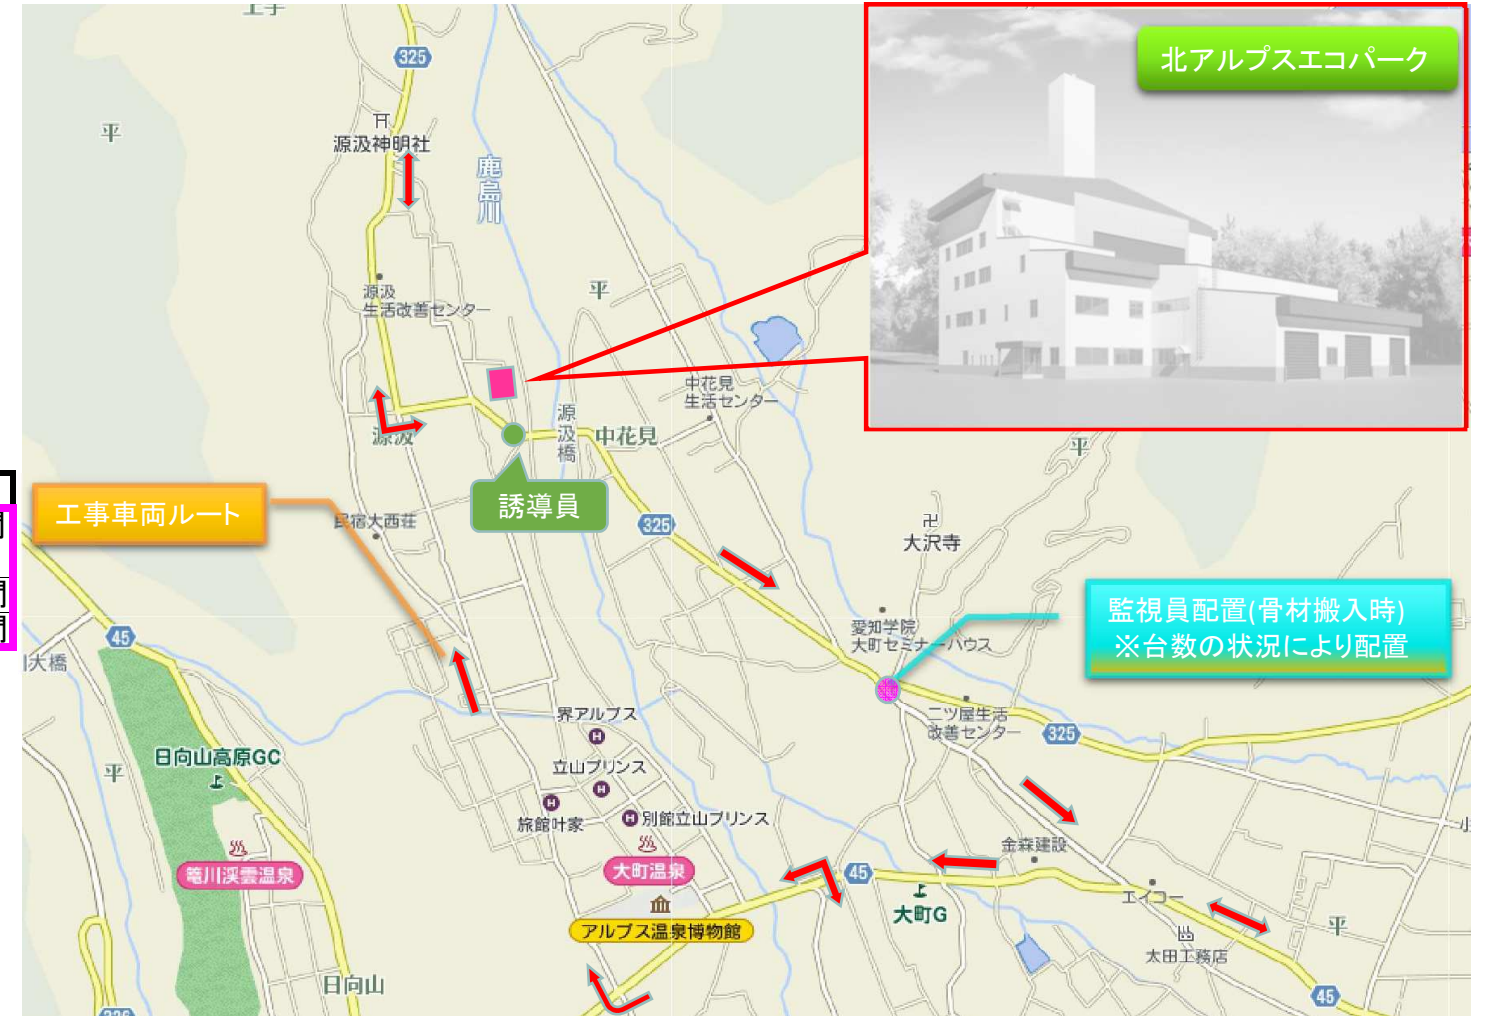 325
平
源汲神明社
鹿島川
北アルプスエコパーク
源汲
生活改善センター
平
中花見
生活センター
源汲
源汲橋
中花見
平
工事車両ルート
誘導員
民宿大西荘
325
卍
大沢寺
監視員配置(骨材搬入時)
※台数の状況により配置
愛知学院
大町セミナーハウス
45
大橋
二ツ屋生活
改善センター
325
界アルプス
H
日向山高原GC
平
立山プリンス
H
H
旅館叶家
H
別館立山プリンス
金森建設
大町温泉
篭川渓雲温泉
45
大町G
エイコー
アルプス温泉博物館
平
太田工務店
日向山
45